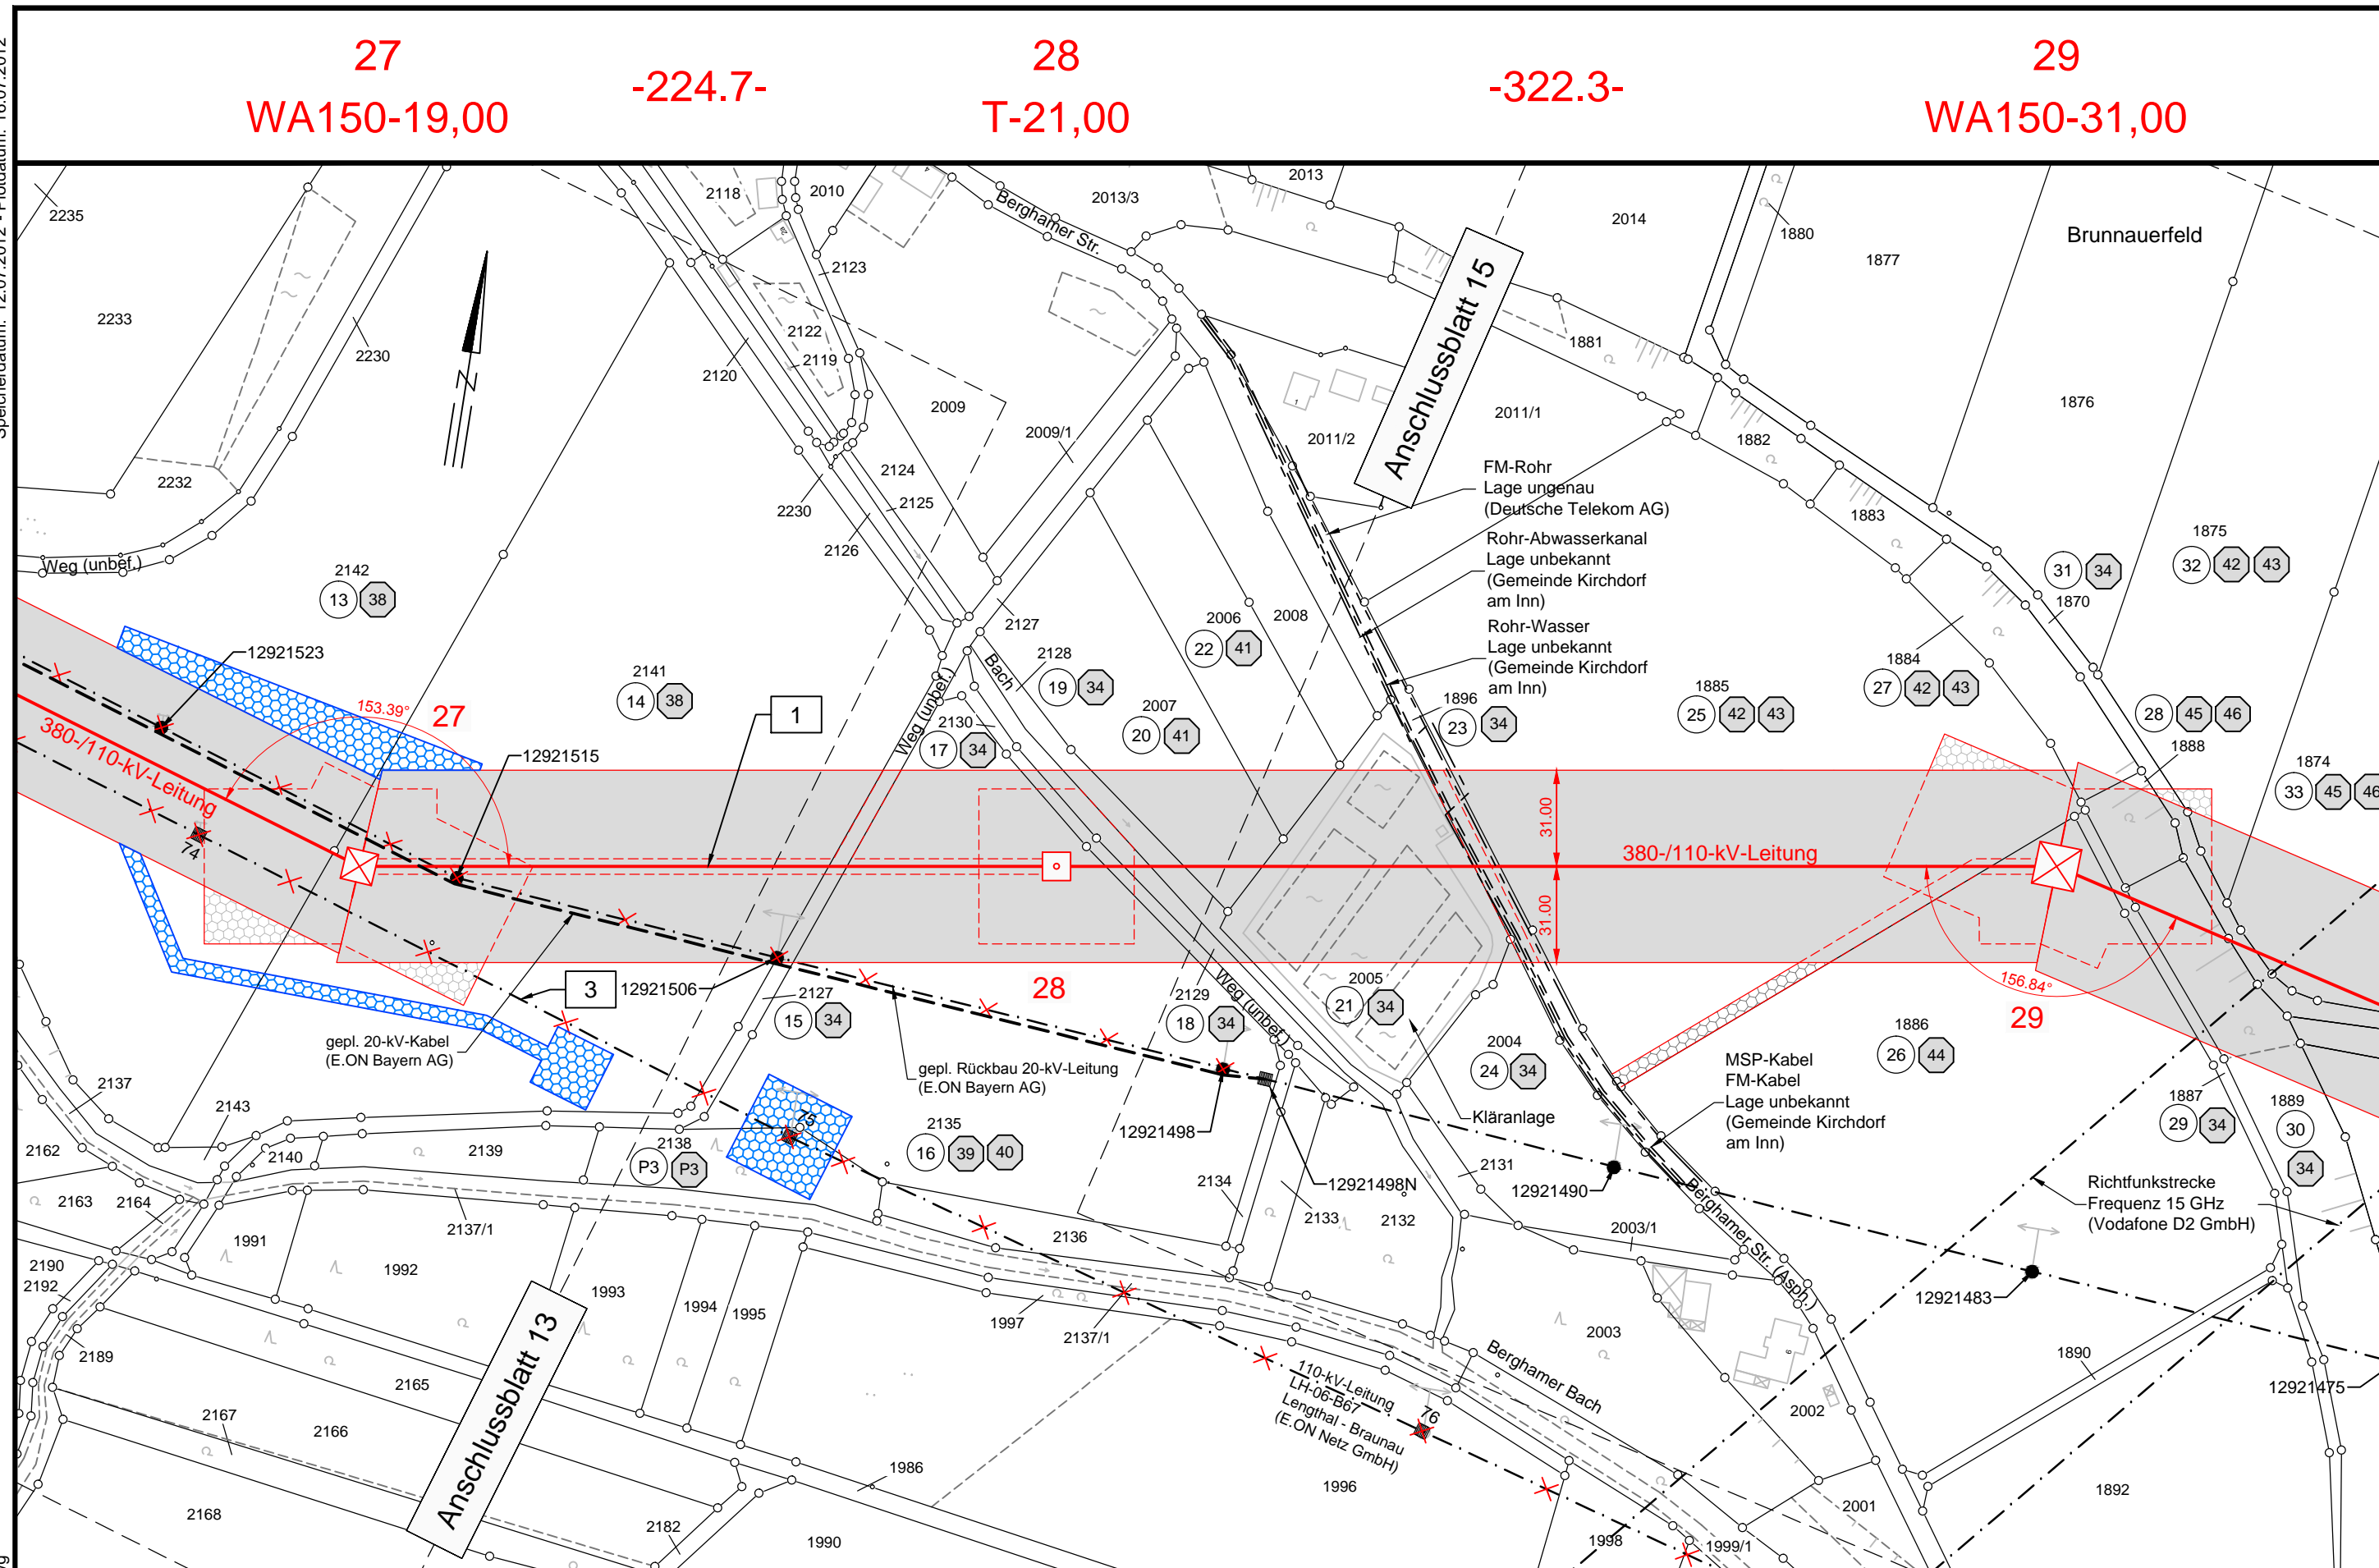 Speicherdatum: 12.07.2012 - Plotdatum: 16.07.2012
27
WA150-19,00
-224.7-
28
T-21,00
-322.3-
29
WA150-31,00
2235
2118
2010
2013/3
2013
2014
1880
1877
Brunnauerfeld
Berghamer Str.
2233
2230
2123
2122
2119
2120
2009
2009/1
1881
Anschlussblatt 15
2011/1
2011/2
1876
1882
2232
2124
2125
2230
2126
FM-Rohr
Lage ungenau
(Deutsche Telekom AG)
1883
Rohr-Abwasserkanal
Lage unbekannt
(Gemeinde Kirchdorf
am Inn)
Rohr-Wasser
Lage unbekannt
(Gemeinde Kirchdorf
am Inn)
Weg (unbef.)
2142
13 38
1875
32 42 43
31 34
1870
2127
2006
22 41
2008
2128
19 34
Bach
12921523
2141
14 38
1
1884
27 42 43
1885
25 42 43
1896
23 34
2007
20 41
2130
17 34
Weg (unbef.)
28 45 46
1888
1874
33 45 46
153.39°
27
380-/110-kV-Leitung
12921515
74
31.00
31.00
380-/110-kV-Leitung
3
12921506
28
2127
15 34
2129
18 34
Weg (unbef.)
2005
21 34
156.84°
29
gepl. 20-kV-Kabel
(E.ON Bayern AG)
gepl. Rückbau 20-kV-Leitung
(E.ON Bayern AG)
2004
24 34
1886
26 44
MSP-Kabel
FM-Kabel
Lage unbekannt
(Gemeinde Kirchdorf
am Inn)
2137
2143
75
12921498
Kläranlage
1887
29 34
1889
30
34
2162
2140
2139
2138
P3 P3
2135
16 39 40
2131
12921490
12921498N
Richtfunkstrecke
Frequenz 15 GHz
(Vodafone D2 GmbH)
2163
2164
2137/1
2134
2133
2132
2003/1
Berghamer Str. (Asph.)
1991
1992
2136
2190
2192
1993
1994
1995
1997
2137/1
12921483
2003
Berghamer Bach
2189
2165
Anschlussblatt 13
110-kV-Leitung
LH-06-B67
Lengthal - Braunau
(E.ON Netz GmbH)
76
1890
12921475
2167
2166
2002
1986
1996
1892
2168
2182
1990
2001
1998
1999/1